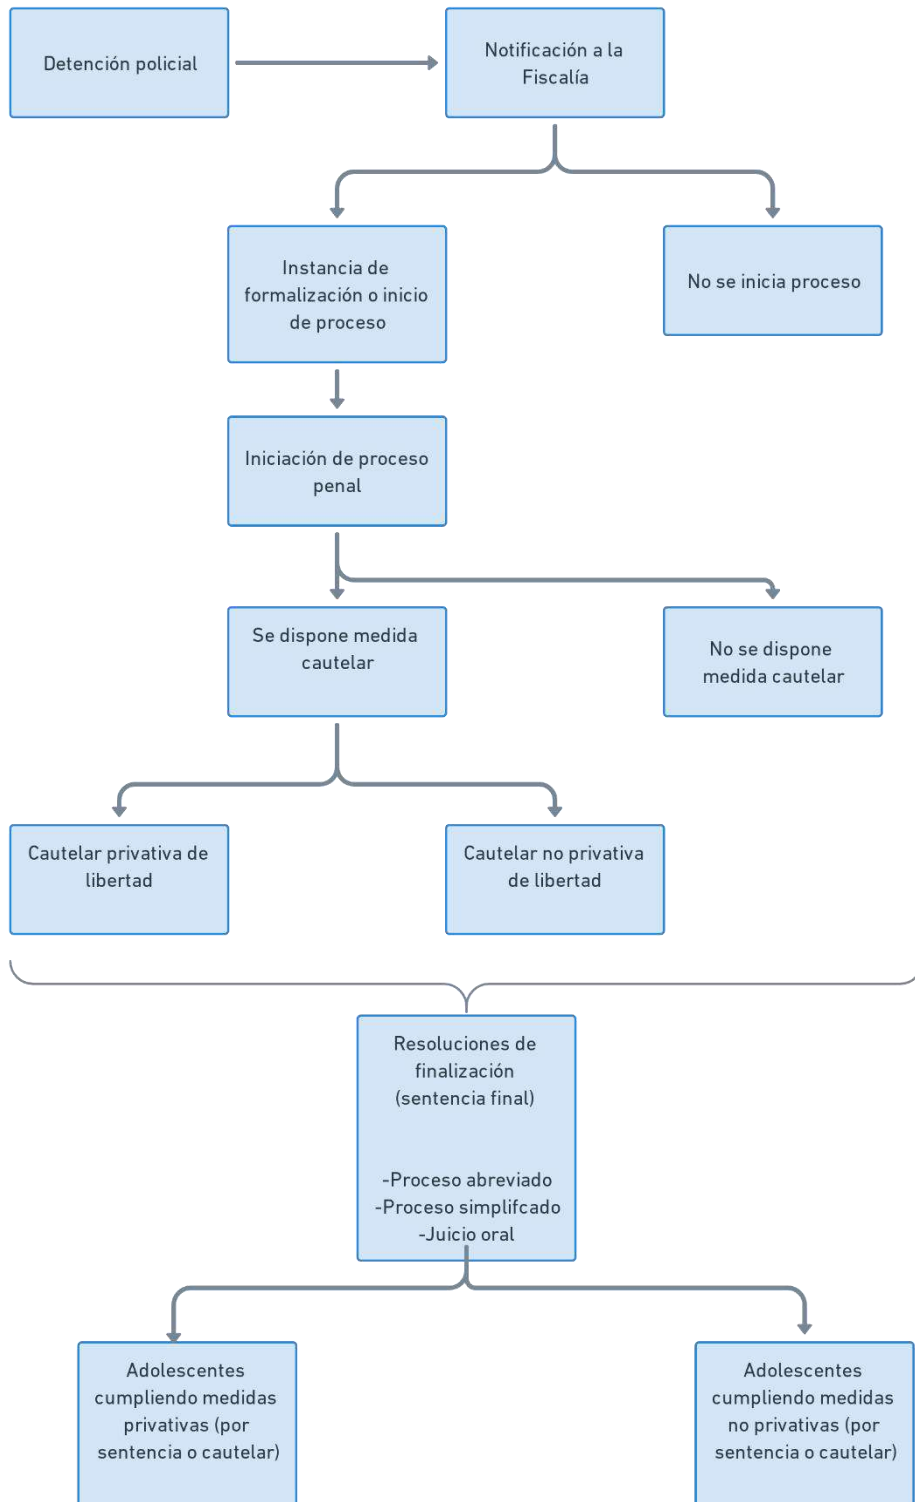 Detención policial
Notificación a la
Fiscalía
Instancia de
formalización o inicio
de proceso
No se inicia proceso
Iniciación de proceso
penal
Se dispone medida
cautelar
No se dispone
medida cautelar
Cautelar privativa de
libertad
Cautelar no privativa
de libertad
Resoluciones de
finalización
(sentencia final)
-Proceso abreviado
-Proceso simplifcado
-Juicio oral
Adolescentes
cumpliendo medidas
privativas (por
sentencia o cautelar)
Adolescentes
cumpliendo medidas
no privativas (por
sentencia o cautelar)